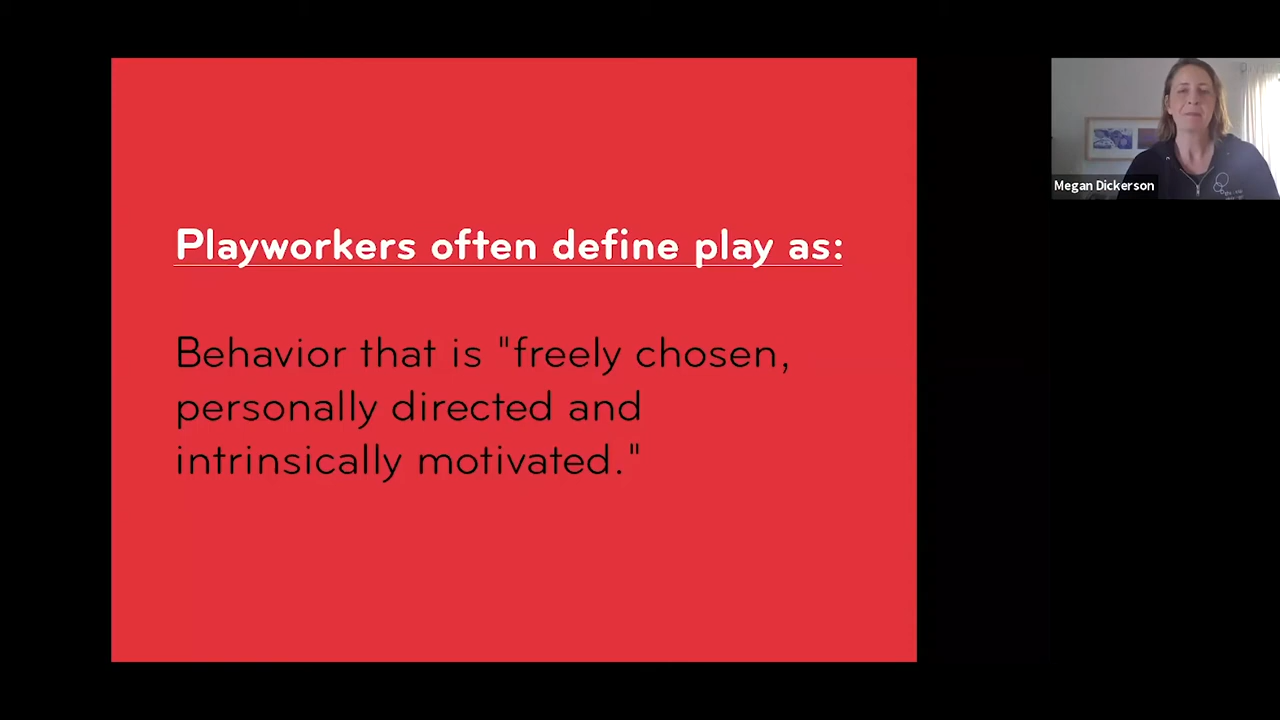 Playworkers often define play as:
Behavior that is "freely chosen,
personally directed and
intrinsically motivated."
Megan Dickerson